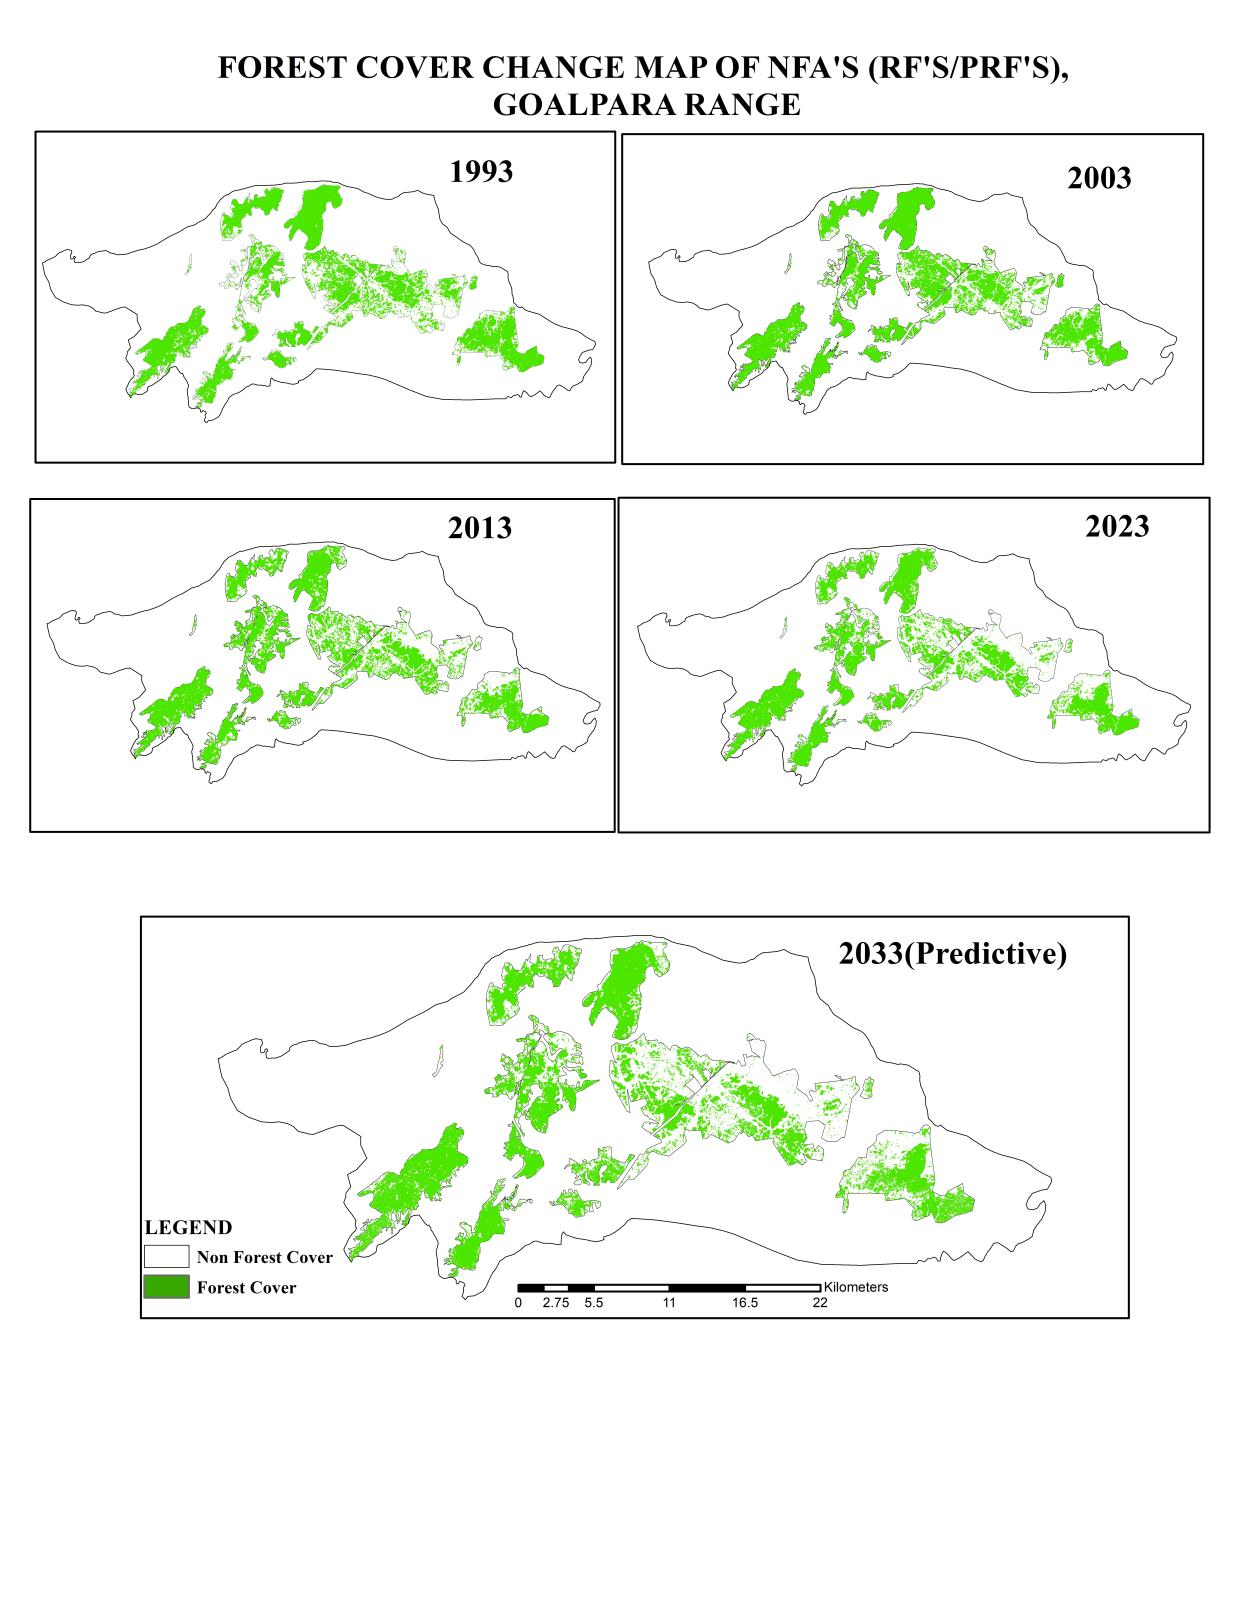 FOREST COVER CHANGE MAP OF NFA'S (RF'S/PRF'S),
GOALPARA RANGE
1993
2003
2013
2023
2033(Predictive)
LEGEND
Non Forest Cover
Forest Cover
Kilometers
0 2.75 5.5 11 16.5 22